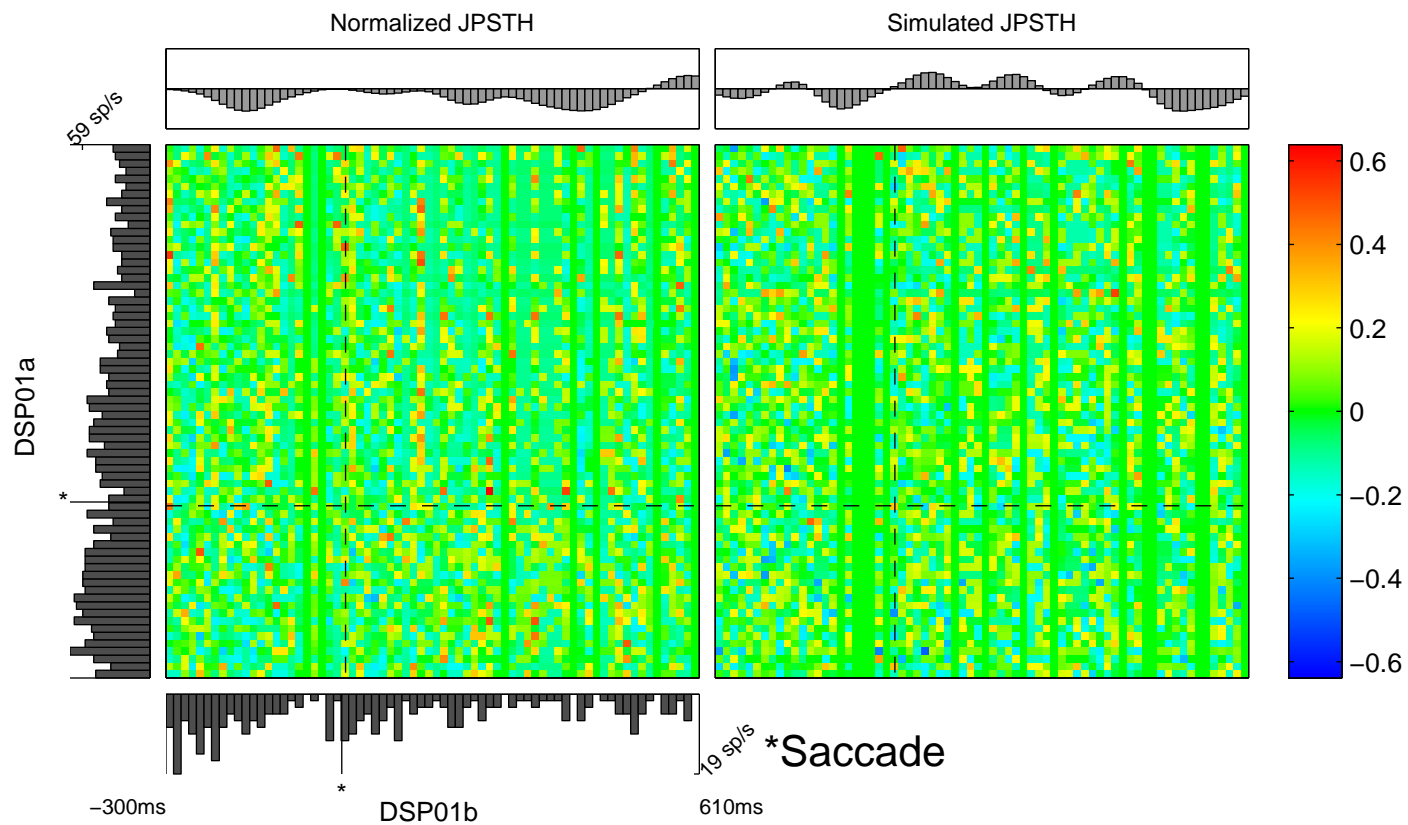 Normalized JPSTH
Simulated JPSTH
59 sp/s
DSP01a
*
0.6
0.4
0.2
0
−0.2
−0.4
−0.6
19 sp/s
*Saccade
*
−300ms
DSP01b
610ms